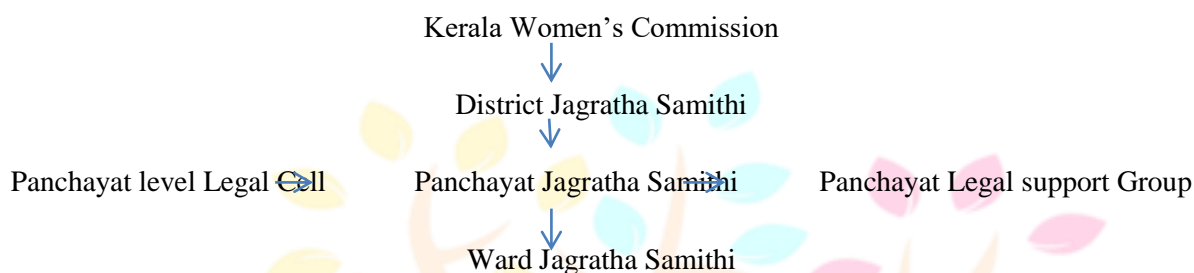 Kerala Women’s Commission
District Jagratha Samithi
Panchayat level Legal Cell Panchayat Jagratha Samithi Panchayat Legal support Group
Ward Jagratha Samithi